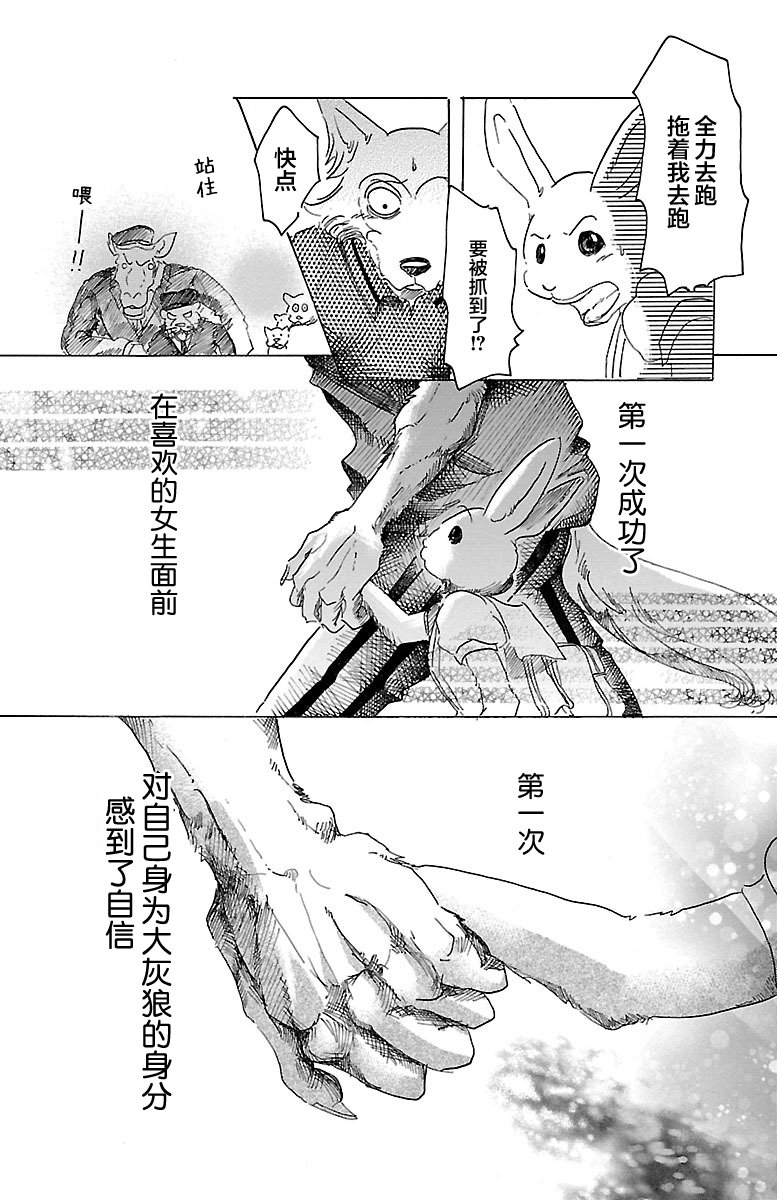 全力去跑
拖着我去跑
要被抓到了!?
快点
站住
喂——!!
第一次成功了
在喜欢的女生面前
第一次
对自己身为大灰狼的身分
感到了自信